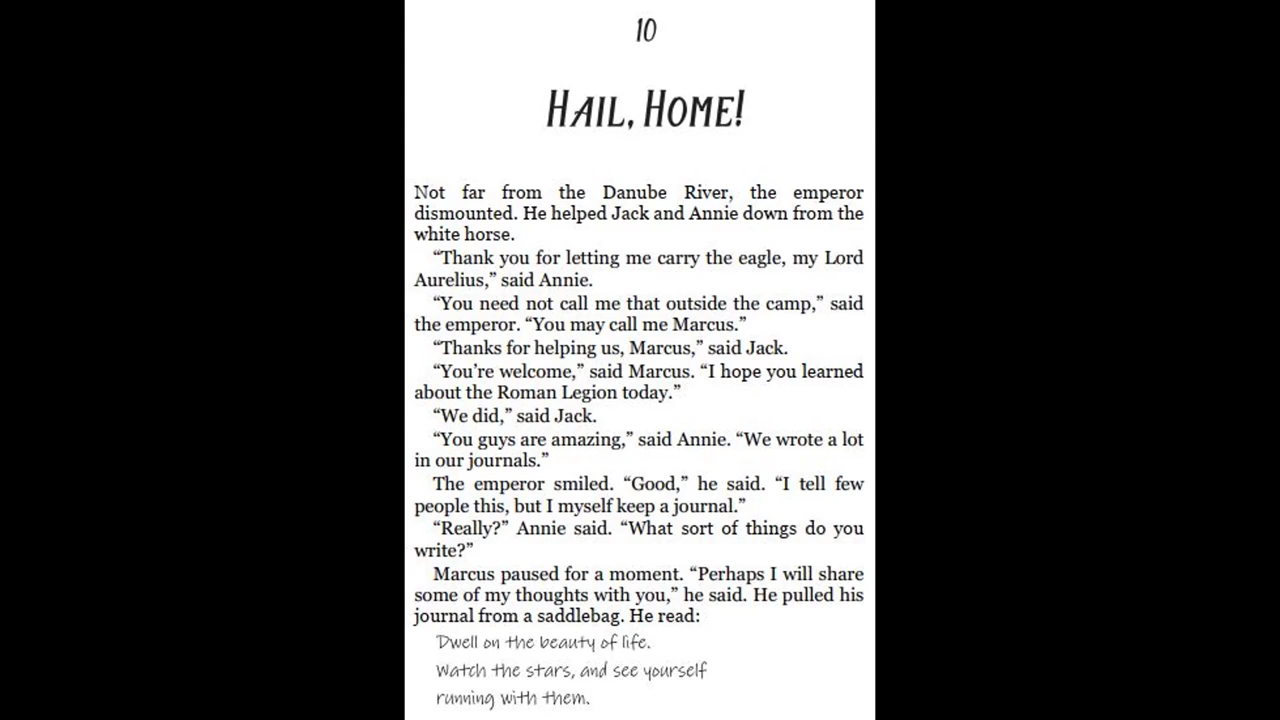 10
HAIL, HOME!
Not far from the Danube River, the emperor
dismounted. He helped Jack and Annie down from the
white horse.
“Thank you for letting me carry the eagle, my Lord
Aurelius,” said Annie.
“You need not call me that outside the camp,” said
the emperor. “You may call me Marcus.”
“Thanks for helping us, Marcus,” said Jack.
“You’re welcome,” said Marcus. “I hope you learned
about the Roman Legion today.”
“We did,” said Jack.
“You guys are amazing,” said Annie. “We wrote a lot
in our journals.”
The emperor smiled. “Good,” he said. “I tell few
people this, but I myself keep a journal.”
“Really?” Annie said. “What sort of things do you
write?”
Marcus paused for a moment. “Perhaps I will share
some of my thoughts with you,” he said. He pulled his
journal from a saddlebag. He read:
Dwell on the beauty of life.
Watch the stars, and see yourself
running with them.